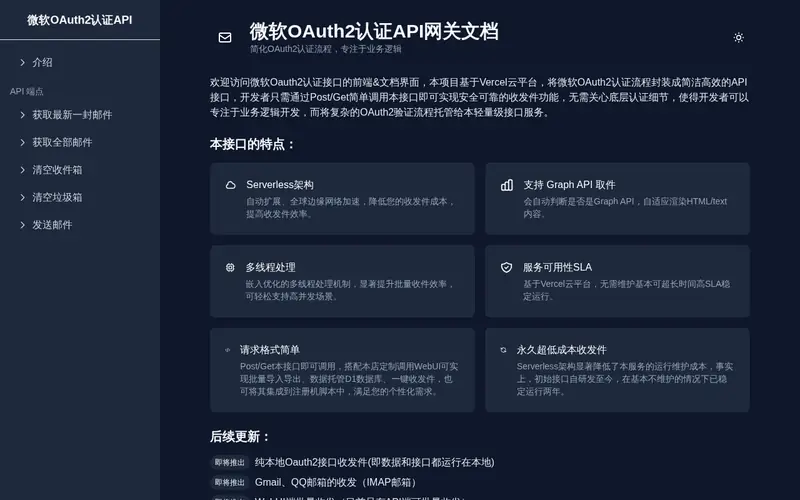 微软OAuth2认证API
介绍
API 端点
获取最新一封邮件
获取全部邮件
清空收件箱
清空垃圾箱
发送邮件
微软OAuth2认证API网关文档
简化OAuth2认证流程，专注于业务逻辑
欢迎访问微软Oauth2认证接口的前端&文档界面，本项目基于Vercel云平台，将微软OAuth2认证流程封装成简洁高效的API
接口，开发者只需通过Post/Get简单调用本接口即可实现安全可靠的收发件功能，无需关心底层认证细节，使得开发者可以
专注于业务逻辑开发，而将复杂的OAuth2验证流程托管给本轻量级接口服务。
本接口的特点：
Serverless架构
自动扩展、全球边缘网络加速，降低您的收发件成本，
提高收发件效率。
支持 Graph API 取件
会自动判断是否是Graph API，自适应渲染HTML/text
内容。
多线程处理
嵌入优化的多线程处理机制，显著提升批量收件效率，
可轻松支持高并发场景。
服务可用性SLA
基于Vercel云平台，无需维护基本可超长时间高SLA稳
定运行。
请求格式简单
Post/Get本接口即可调用，搭配本店定制调用WebUI可实
现批量导入导出、数据托管D1数据库、一键收发件，也
可将其集成到注册机脚本中，满足您的个性化需求。
永久超低成本收发件
Serverless架构显著降低了本服务的运行维护成本，事实
上，初始接口自研发至今，在基本不维护的情况下已稳
定运行两年。
后续更新：
即将推出 纯本地Oauth2接口收发件(即数据和接口都运行在本地)
即将推出 Gmail、QQ邮箱的收发（IMAP邮箱）